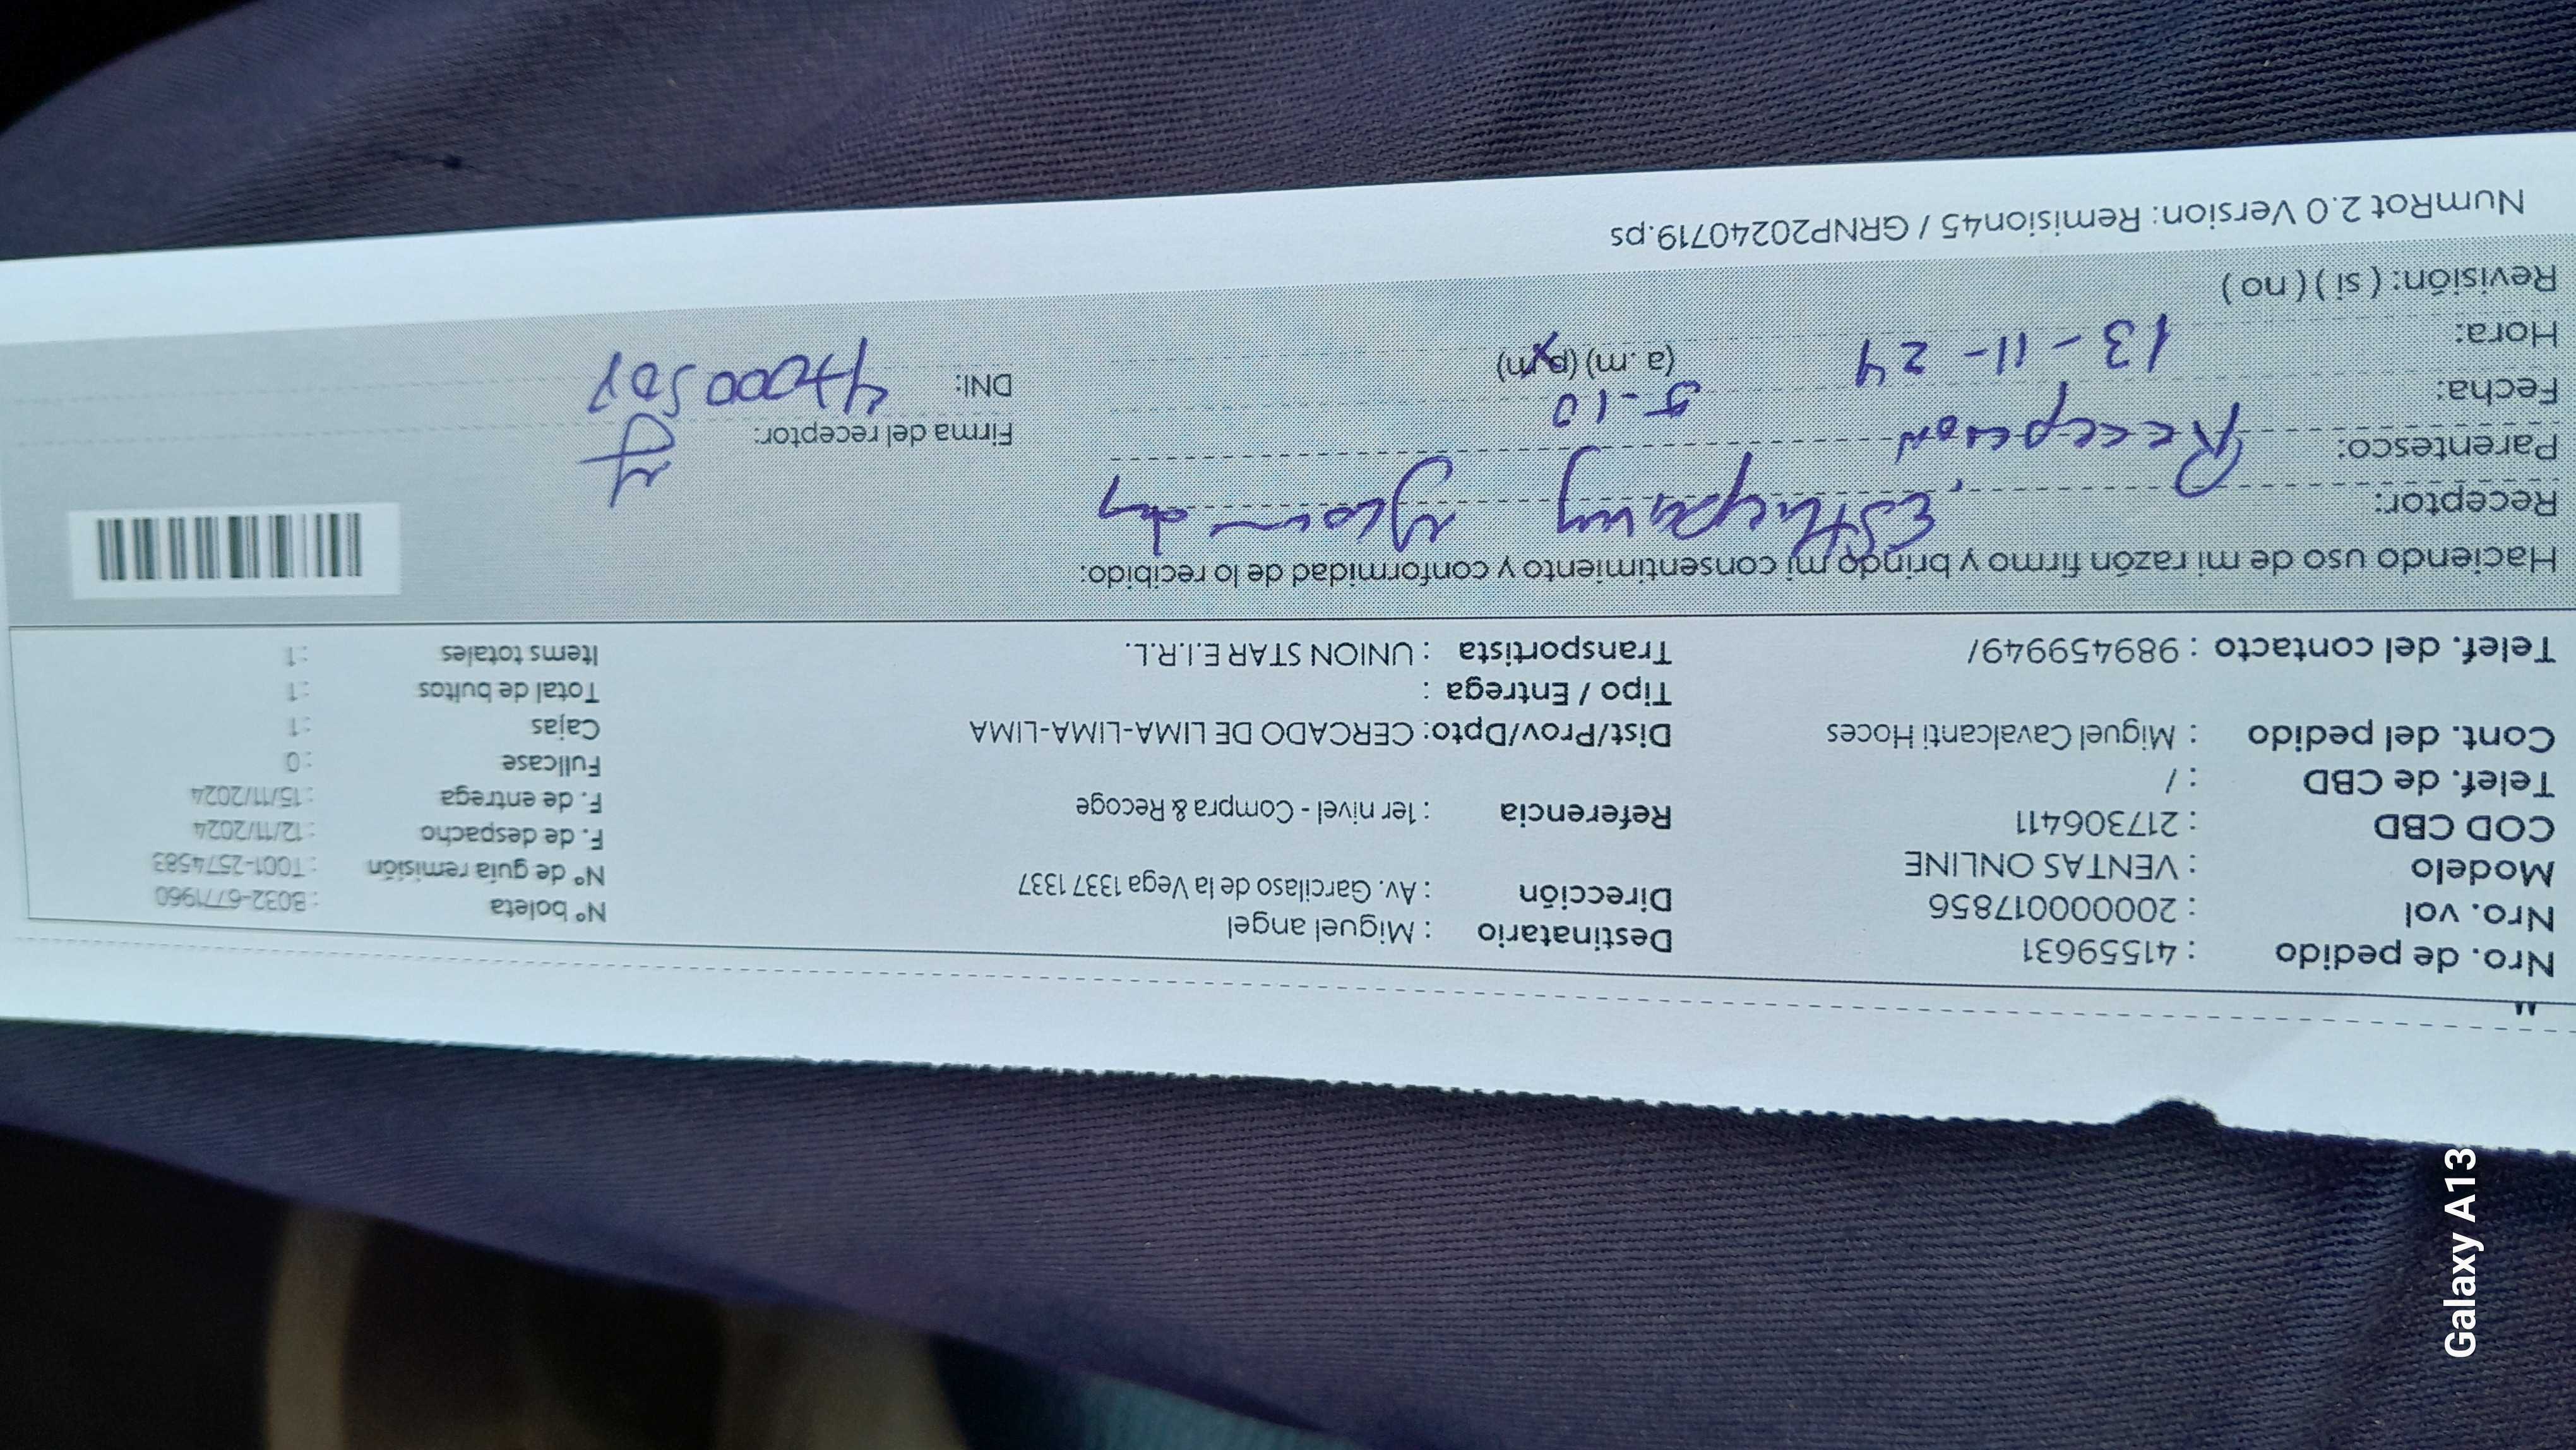 "
Nro. de pedido : 41559631 Destinatario : Miguel angel Nº boleta : B032-6771960
Nro. vol : 20000017856 Dirección : Av. Garcilaso de la Vega 1337 1337 Nº de guía remisión : T001-2574583
Modelo : VENTAS ONLINE F. de despacho : 12/11/2024
COD CBD : 217306411 Referencia : 1er nivel - Compra & Recoge F. de entrega : 15/11/2024
Telef. de CBD : / Fullcase : 0
Cont. del pedido : Miguel Cavalcanti Hoces Dist/Prov/Dpto: CERCADO DE LIMA-LIMA-LIMA Cajas : 1
Tipo / Entrega : Total de bultos : 1
Telef. del contacto : 989459949/ Transportista : UNION STAR E.I.R.L. Items totales : 1
Haciendo uso de mi razón firmo y brindo mi consentimiento y conformidad de lo recibido:
Receptor:
Parentesco: Recepcion Firma del receptor:
Fecha: 13-11-24 5-10 DNI:
Hora: (a.m) (p.m)
Revisión: ( si ) ( no )
NumRot 2.0 Version: Remision45 / GRNP20240719.ps
Galaxy A13